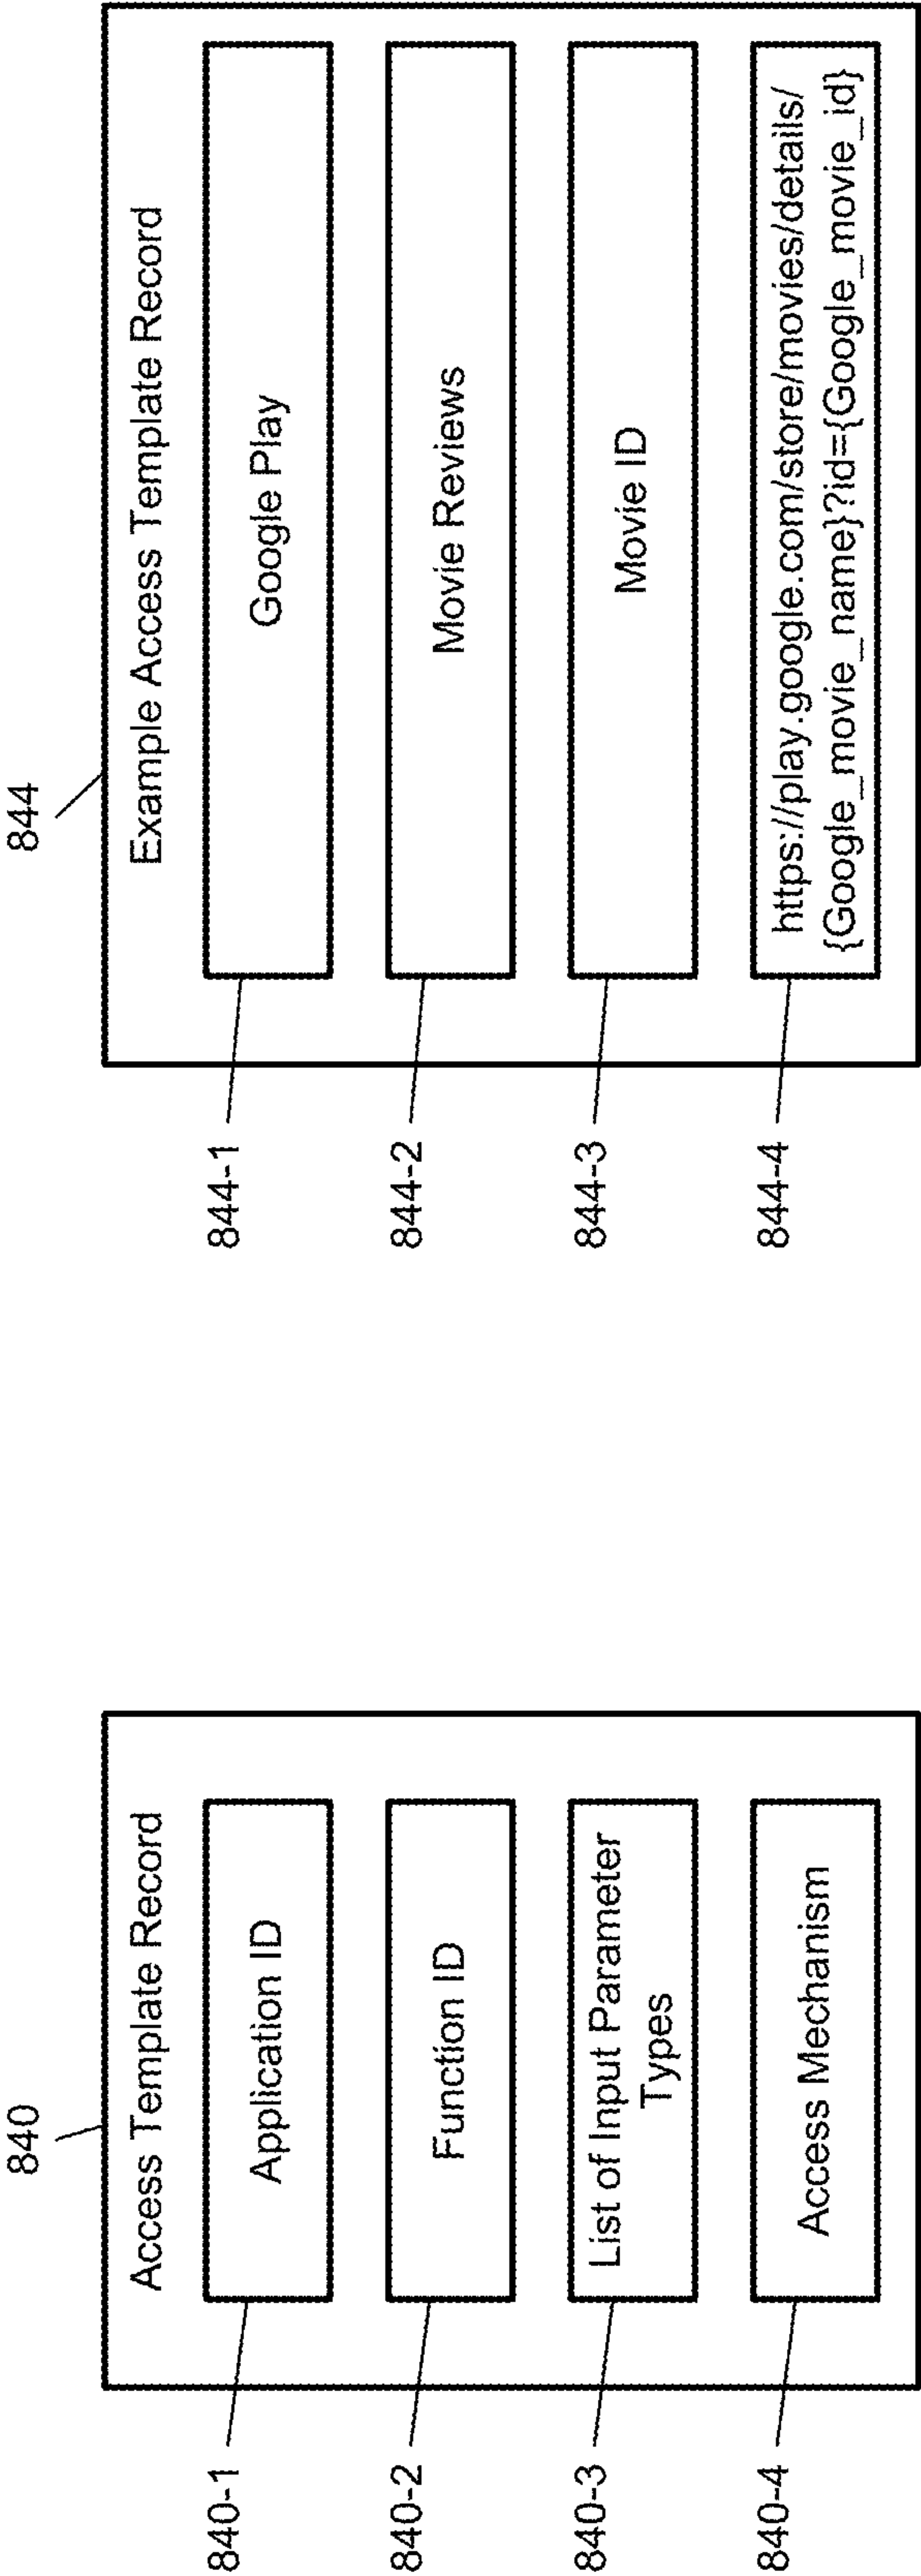 840
Access Template Record
840-1
Application ID
840-2
Function ID
840-3
List of Input Parameter
Types
840-4
Access Mechanism
844
Example Access Template Record
844-1
Google Play
844-2
Movie Reviews
844-3
Movie ID
844-4
https://play.google.com/store/movies/details/
{Google_movie_name}?id={Google_movie_id}